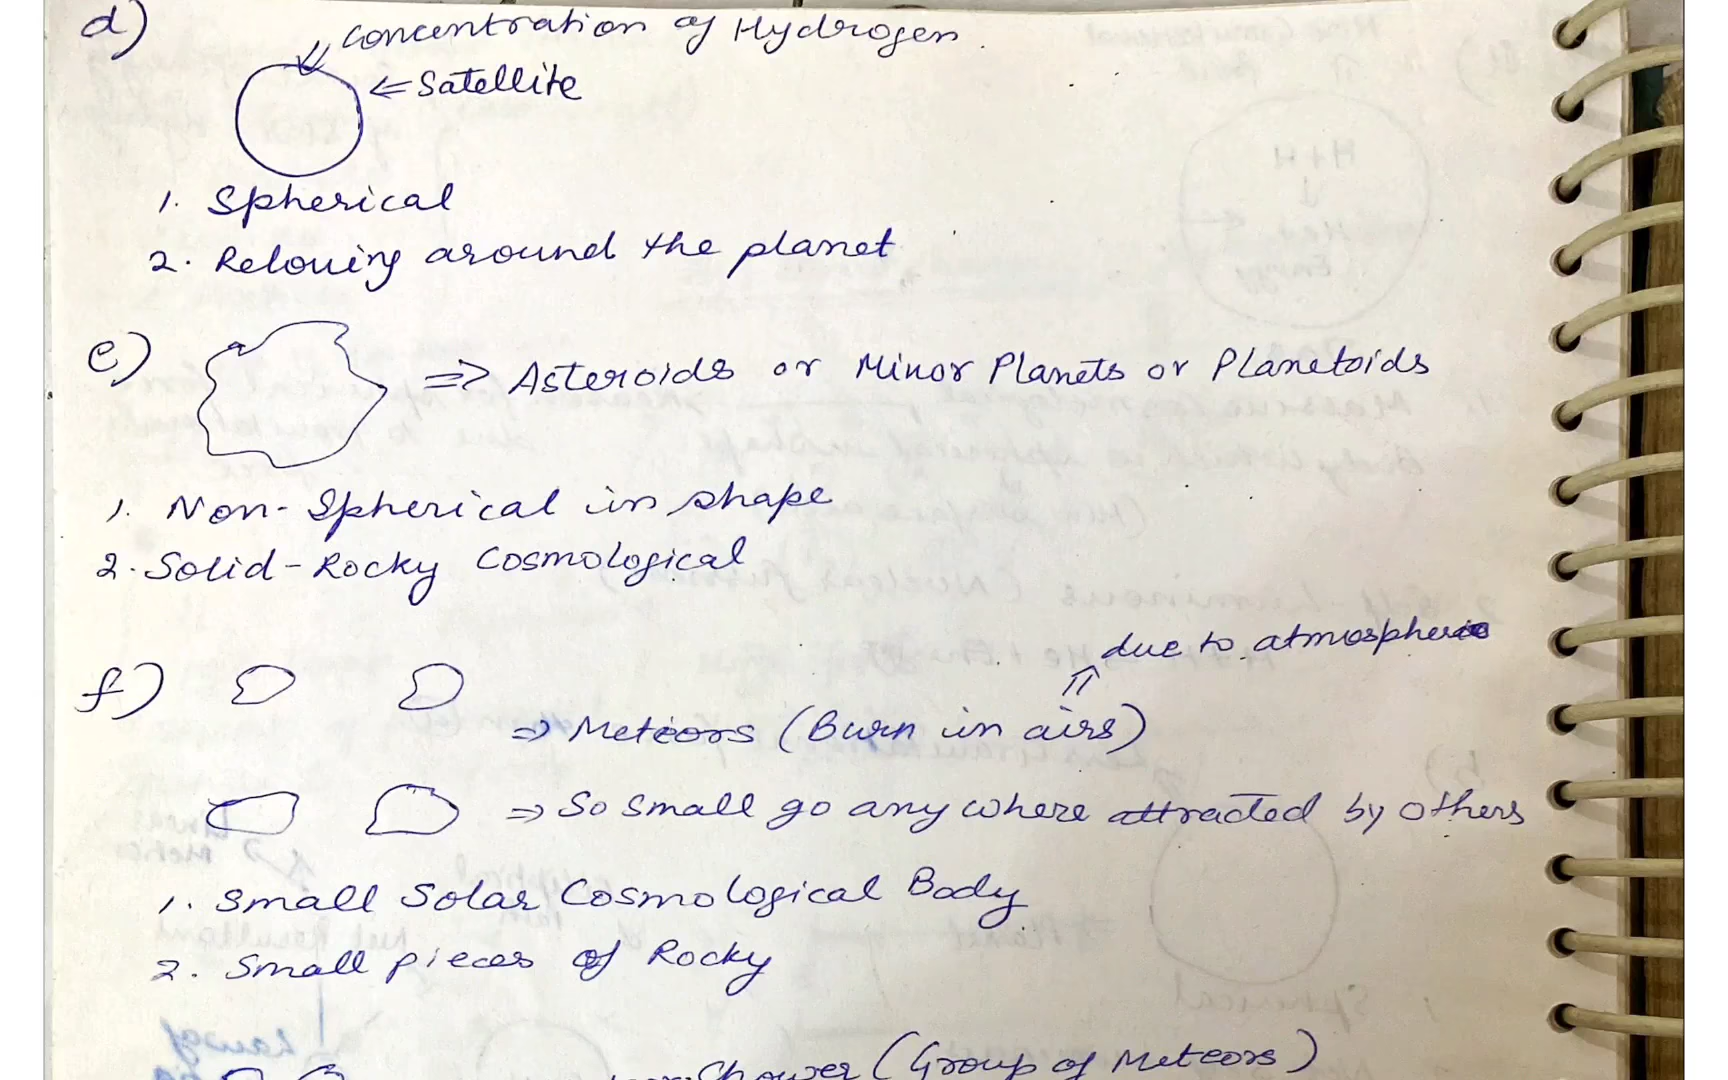 d)
concentration of Hydrogen.
⇐ Satellite
1. Spherical
2. Relouing around the planet
e) ⇒ Asteroids or Minor Planets or Planetoids
1. Non-Spherical in shape
2. Solid-Rocky Cosmological
due to atmosphere
f) ⇒ Meteors (Burn in airs)
⇒ So small go any where attracted by others
1. Small Solar Cosmological Body
2. Small pieces of Rocky
Shower (Group of Meteors)